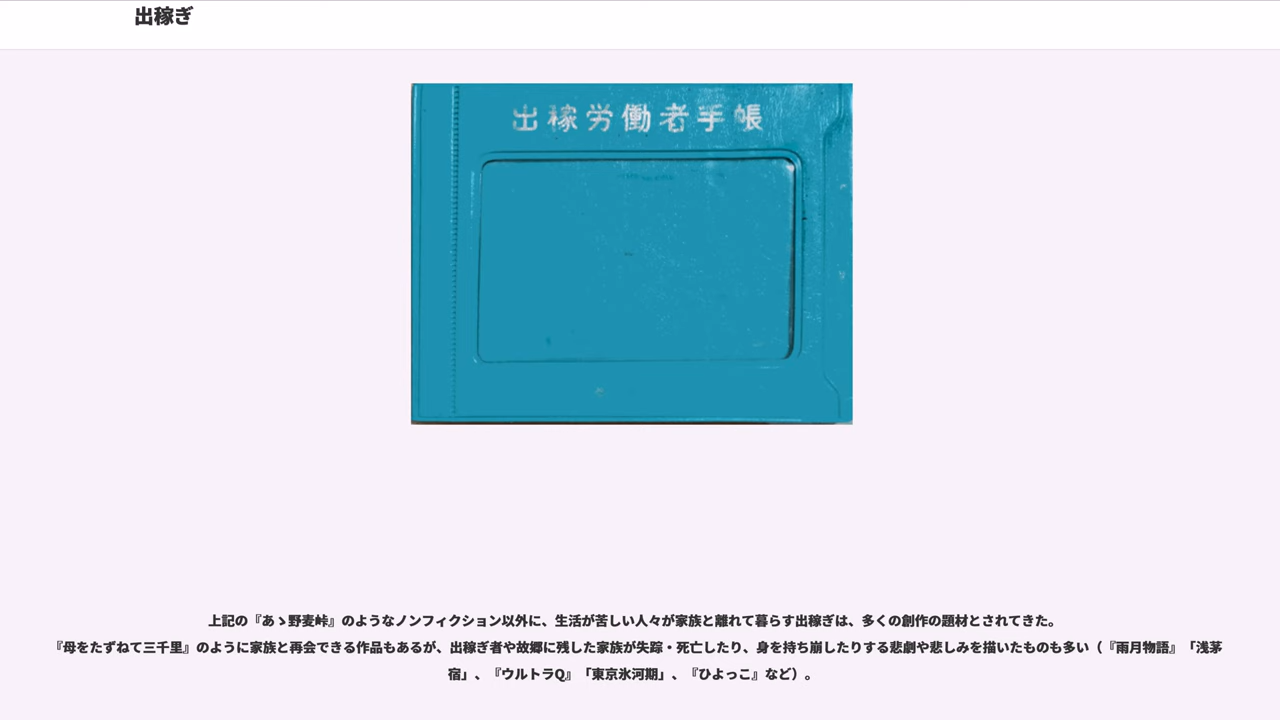 出稼ぎ
出稼労働者手帳
上記の『あゝ野麦峠』のようなノンフィクション以外に、生活が苦しい人々が家族と離れて暮らす出稼ぎは、多くの創作の題材とされてきた。
『母をたずねて三千里』のように家族と再会できる作品もあるが、出稼ぎ者や故郷に残した家族が失踪・死亡したり、身を持ち崩したりする悲劇や悲しみを描いたものも多い（『雨月物語』「浅茅
宿」、『ウルトラQ』「東京氷河期」、『ひよっこ』など）。